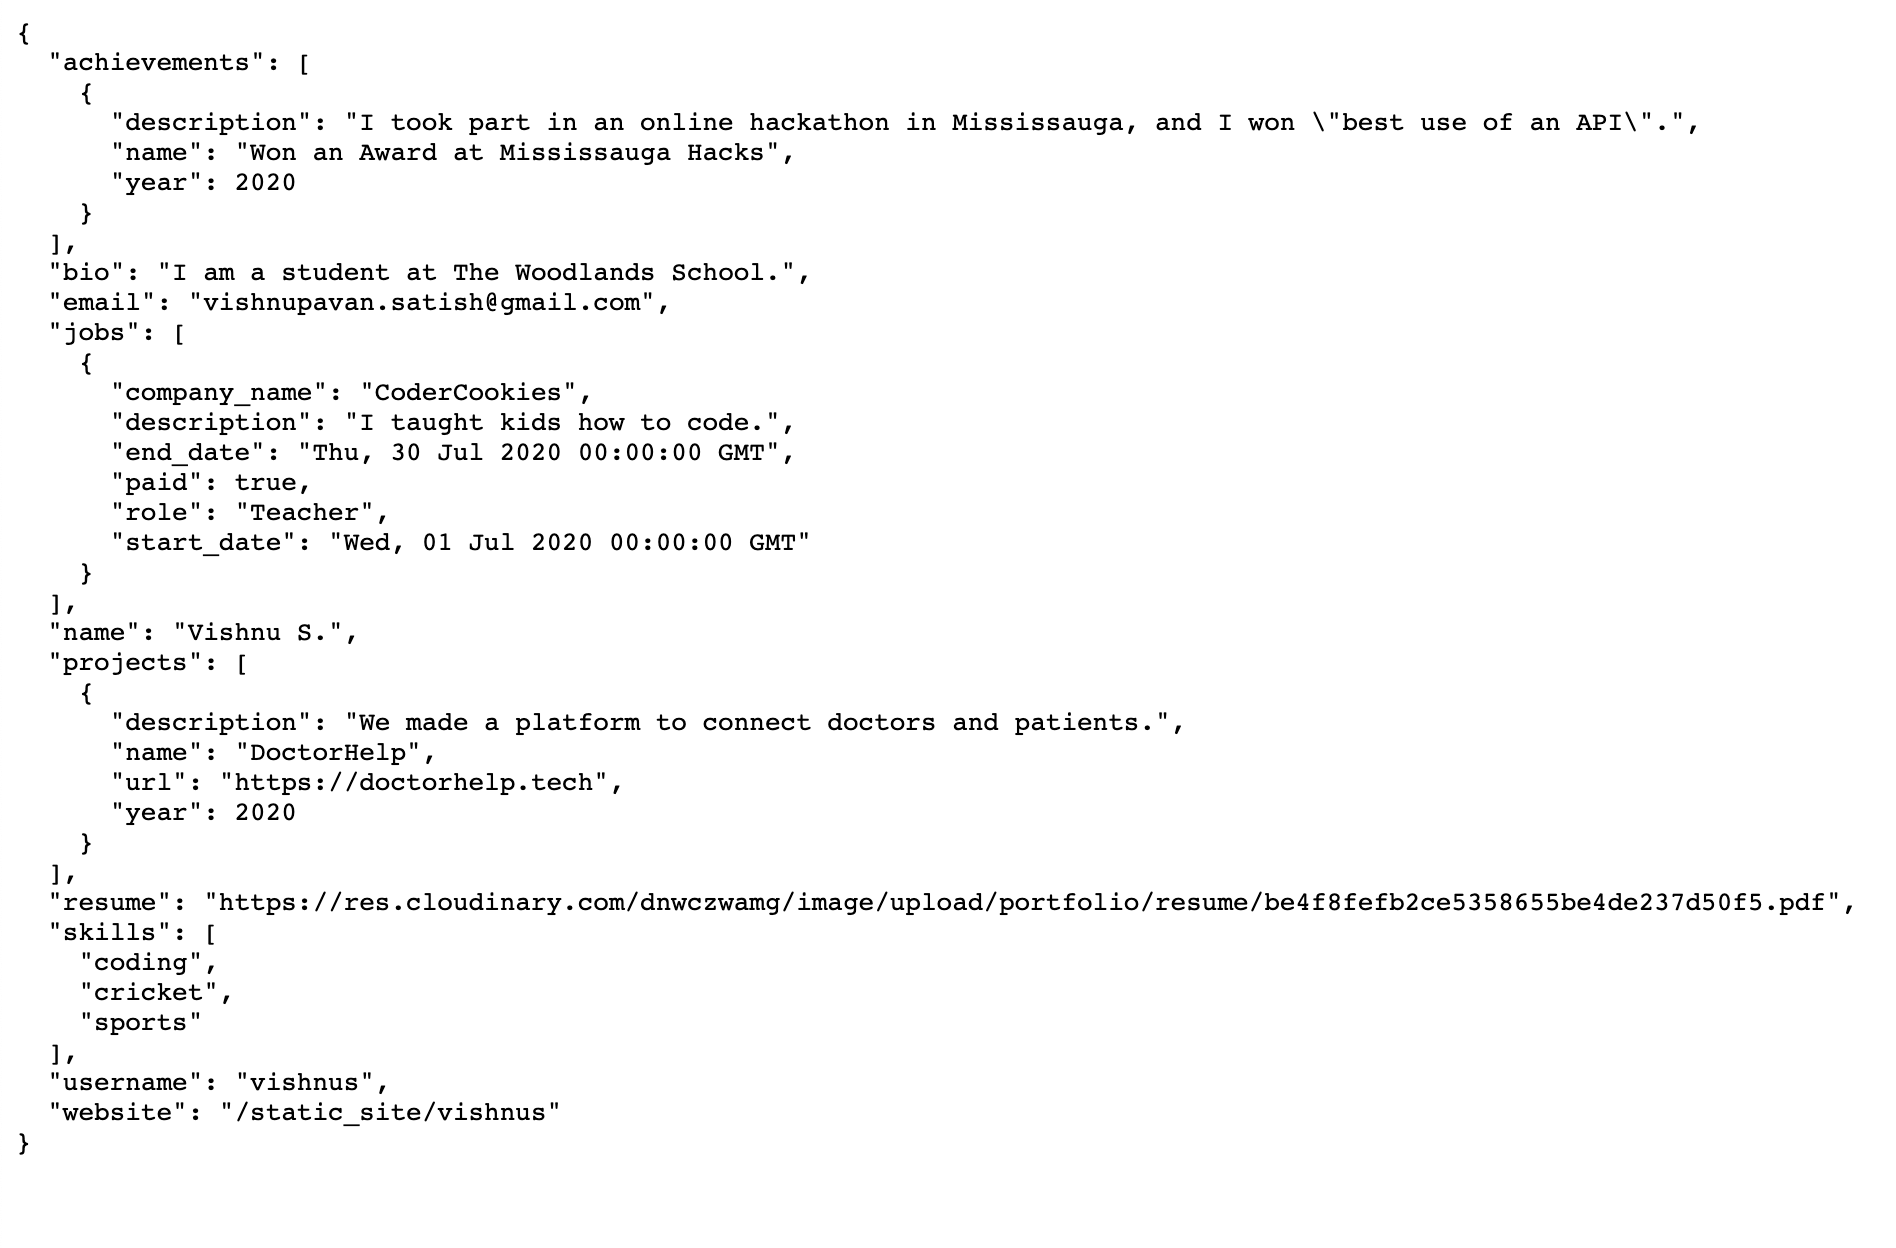 {
  "achievements": [
    {
      "description": "I took part in an online hackathon in Mississauga, and I won \"best use of an API\".",
      "name": "Won an Award at Mississauga Hacks",
      "year": 2020
    }
  ],
  "bio": "I am a student at The Woodlands School.",
  "email": "vishnupavan.satish@gmail.com",
  "jobs": [
    {
      "company_name": "CoderCookies",
      "description": "I taught kids how to code.",
      "end_date": "Thu, 30 Jul 2020 00:00:00 GMT",
      "paid": true,
      "role": "Teacher",
      "start_date": "Wed, 01 Jul 2020 00:00:00 GMT"
    }
  ],
  "name": "Vishnu S.",
  "projects": [
    {
      "description": "We made a platform to connect doctors and patients.",
      "name": "DoctorHelp",
      "url": "https://doctorhelp.tech",
      "year": 2020
    }
  ],
  "resume": "https://res.cloudinary.com/dnwczwamg/image/upload/portfolio/resume/be4f8fefb2ce5358655be4de237d50f5.pdf",
  "skills": [
    "coding",
    "cricket",
    "sports"
  ],
  "username": "vishnus",
  "website": "/static_site/vishnus"
}